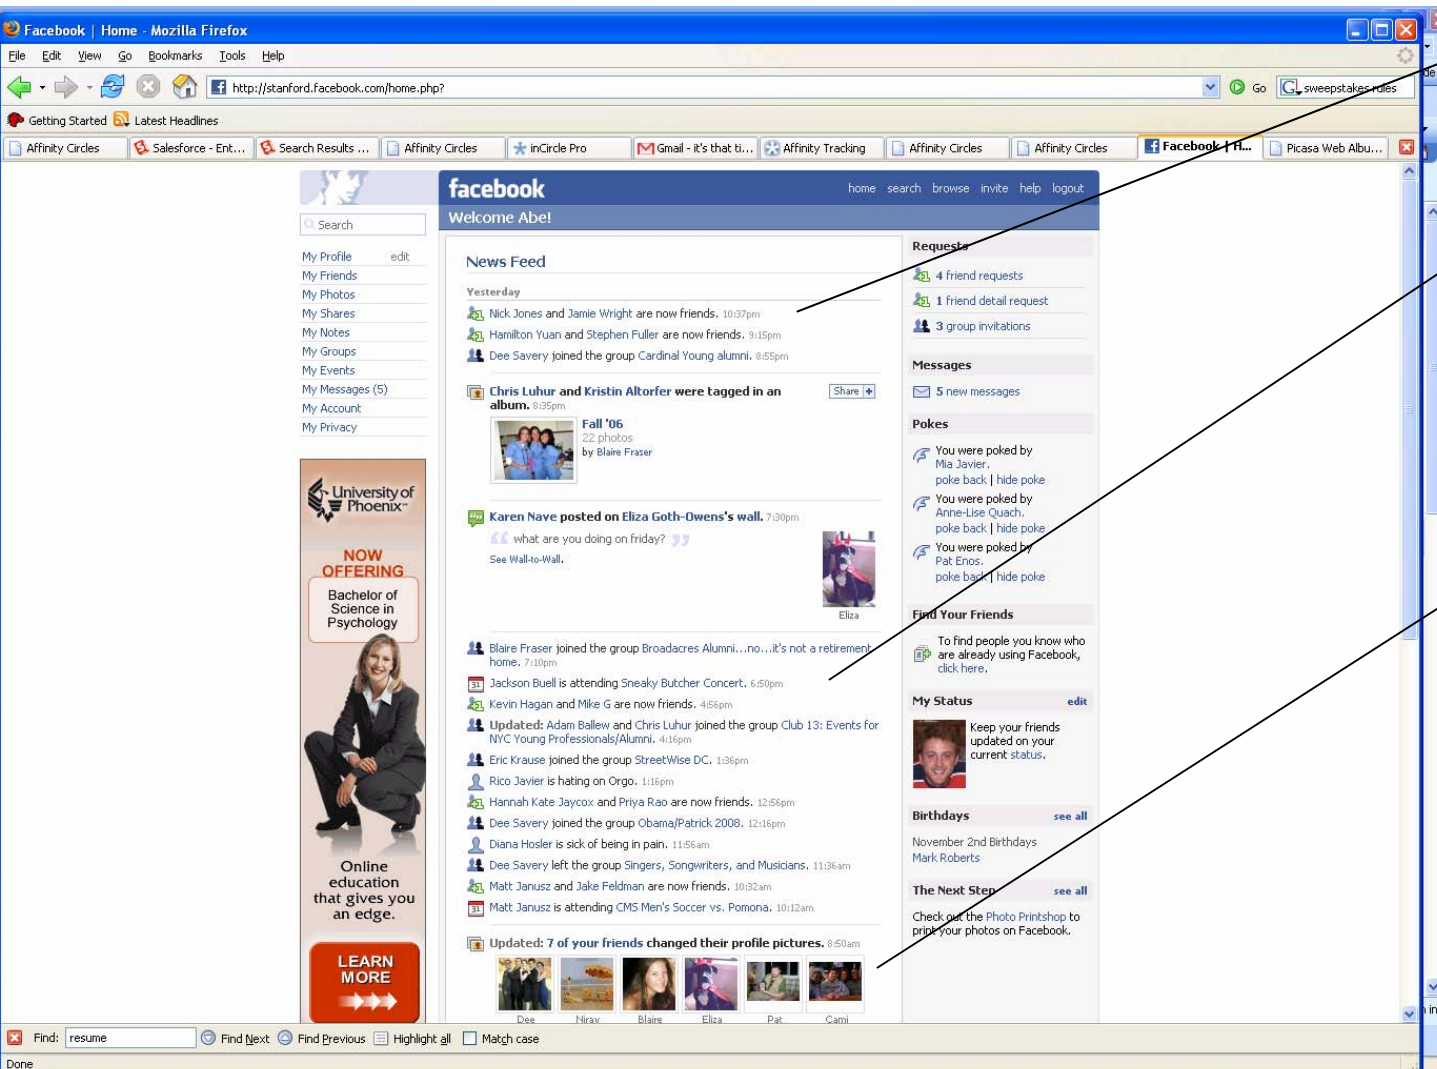 Facebook | Home - Mozilla Firefox
File Edit View Go Bookmarks Tools Help
http://stanford.facebook.com/home.php? Go G sweepstakes rules
Getting Started Latest Headlines
Affinity Circles Salesforce - Ent... Search Results ... Affinity Circles inCircle Pro Gmail - it's that ti... Affinity Tracking Affinity Circles Affinity Circles Facebook | H... Picasa Web Albu...
facebook home search browse invite help logout
Search
Welcome Abe!
My Profile edit
My Friends
My Photos
My Shares
My Notes
My Groups
My Events
My Messages (5)
My Account
My Privacy
University of
Phoenix
NOW
OFFERING
Bachelor of
Science in
Psychology
Online
education
that gives you
an edge.
LEARN
MORE
News Feed
Yesterday
Nick Jones and Jamie Wright are now friends. 10:37pm
Hamilton Yuan and Stephen Fuller are now friends. 9:15pm
Dee Savery joined the group Cardinal Young alumni. 8:55pm
Chris Luhur and Kristin Altorfer were tagged in an
album. 8:35pm
Share +
Fall '06
22 photos
by Blaire Fraser
Karen Nave posted on Eliza Goth-Owens's wall. 7:30pm
“ what are you doing on friday? ”
See Wall-to-Wall.
Eliza
Blaire Fraser joined the group Broadacres Alumni...no...it's not a retirement
home. 7:10pm
31 Jackson Buell is attending Sneaky Butcher Concert. 6:50pm
Kevin Hagan and Mike G are now friends. 4:56pm
Updated: Adam Ballew and Chris Luhur joined the group Club 13: Events for
NYC Young Professionals/Alumni. 4:16pm
Eric Krause joined the group StreetWise DC. 1:36pm
Rico Javier is hating on Orgo. 1:16pm
Hannah Kate Jaycox and Priya Rao are now friends. 12:56pm
Dee Savery joined the group Obama/Patrick 2008. 12:16pm
Diana Hosler is sick of being in pain. 11:56am
Dee Savery left the group Singers, Songwriters, and Musicians. 11:36am
Matt Janusz and Jake Feldman are now friends. 10:32am
31 Matt Janusz is attending CMS Men's Soccer vs. Pomona. 10:12am
Updated: 7 of your friends changed their profile pictures. 8:50am
Dee Nirav Blaire Eliza Pat Cami
Requests
4 friend requests
1 friend detail request
3 group invitations
Messages
5 new messages
Pokes
You were poked by
Mia Javier.
poke back | hide poke
You were poked by
Anne-Lise Quach.
poke back | hide poke
You were poked by
Pat Enos.
poke back | hide poke
Find Your Friends
To find people you know who
are already using Facebook,
click here.
My Status edit
Keep your friends
updated on your
current status.
Birthdays see all
November 2nd Birthdays
Mark Roberts
The Next Step see all
Check out the Photo Printshop to
print your photos on Facebook.
Find: resume Find Next Find Previous Highlight all Match case
Done